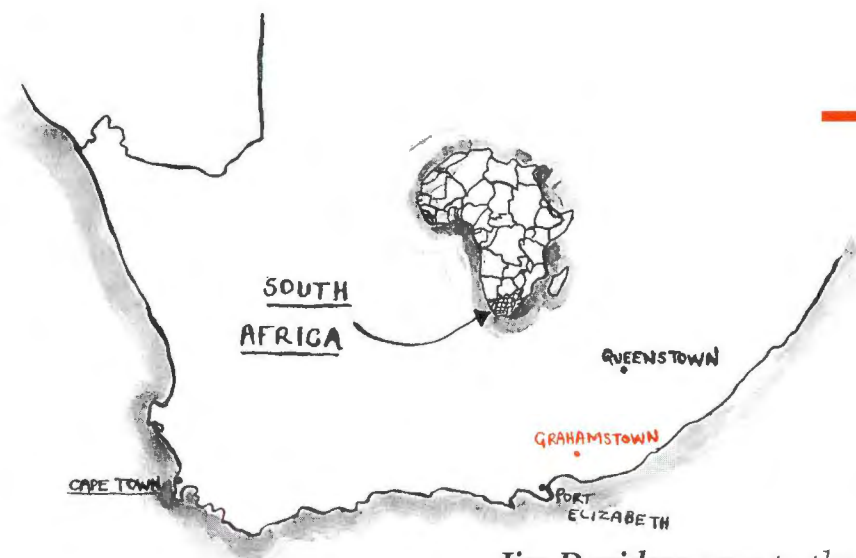 SOUTH
AFRICA
QUEENSTOWN
GRAHAMSTOWN
CAPE TOWN
PORT
ELIZABETH